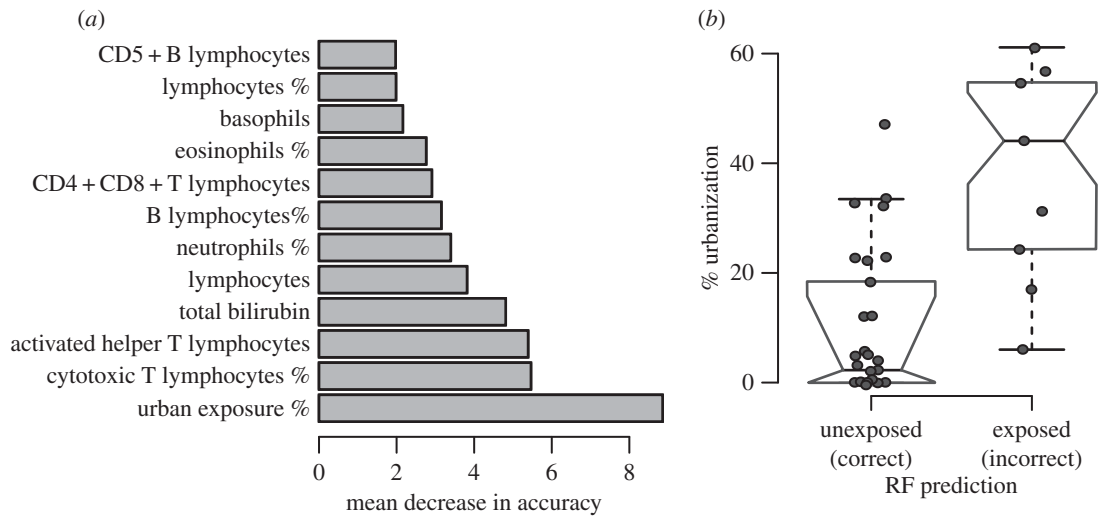 (a)
CD5 + B lymphocytes
lymphocytes %
basophils
eosinophils %
CD4 + CD8 + T lymphocytes
B lymphocytes%
neutrophils %
lymphocytes
total bilirubin
activated helper T lymphocytes
cytotoxic T lymphocytes %
urban exposure %
0 2 4 6 8
mean decrease in accuracy
(b)
60
40
20
0
% urbanization
unexposed exposed
(correct) (incorrect)
RF prediction